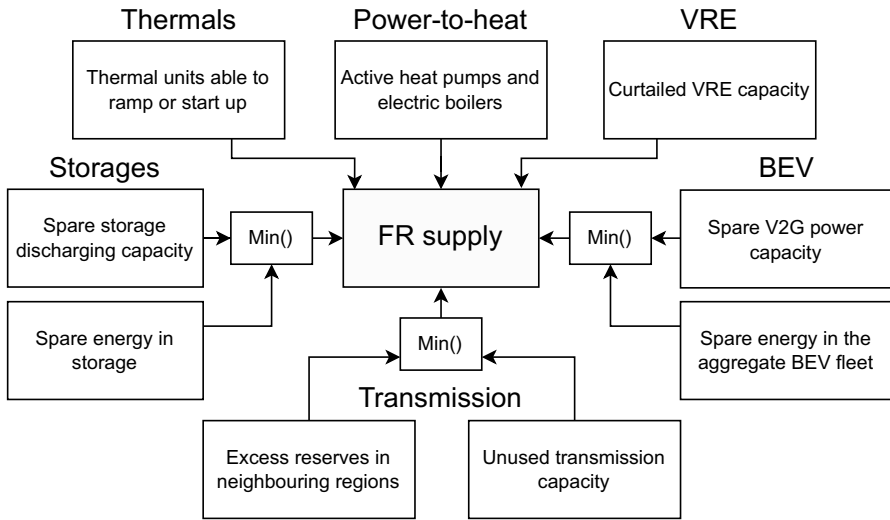 Thermals
Power-to-heat
VRE
Thermal units able to
ramp or start up
Active heat pumps and
electric boilers
Curtailed VRE capacity
Storages
BEV
Spare storage
discharging capacity
Min()
FR supply
Min()
Spare V2G power
capacity
Spare energy in
storage
Min()
Spare energy in the
aggregate BEV fleet
Transmission
Excess reserves in
neighbouring regions
Unused transmission
capacity